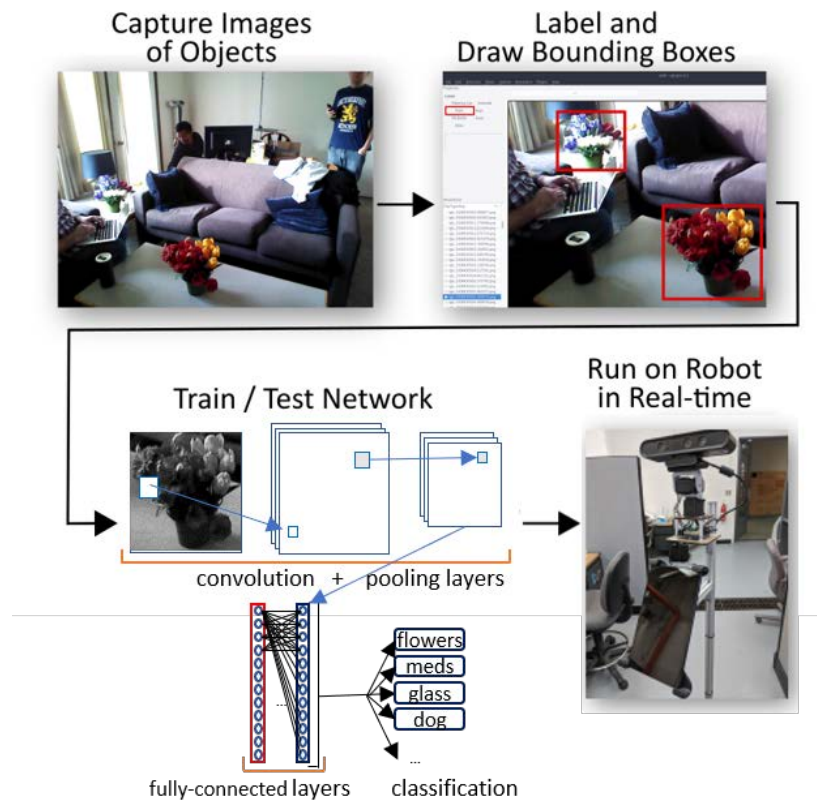 Capture Images
of Objects
Label and
Draw Bounding Boxes
Train / Test Network
Run on Robot
in Real-time
convolution + pooling layers
flowers
meds
glass
dog
...
...
fully-connected layers
classification